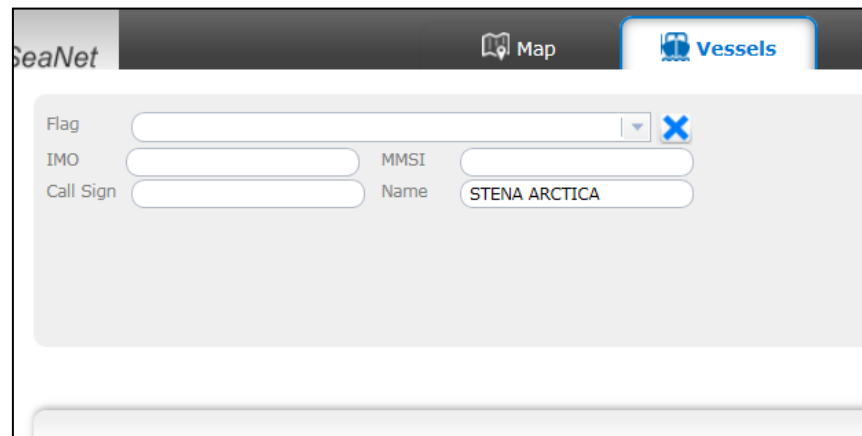 SeaNet
Map
Vessels
Flag
IMO
MMSI
Call Sign
Name
STENA ARCTICA